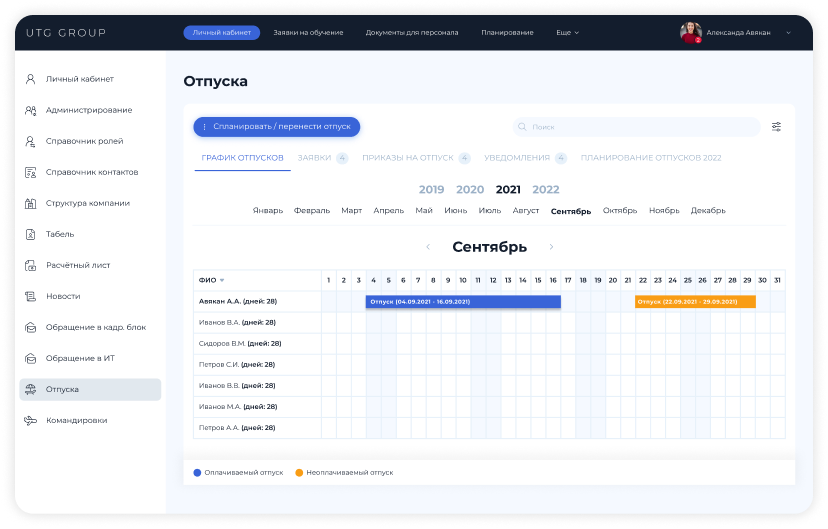 UTG GROUP
Личный кабинет
Заявки на обучение
Документы для персонала
Планирование
Еще
Александа Авякан
Личный кабинет
Администрирование
Справочник ролей
Справочник контактов
Структура компании
Табель
Расчётный лист
Новости
Обращение в кадр. блок
Обращение в ИТ
Отпуска
Командировки
Отпуска
Спланировать / перенести отпуск
Поиск
ГРАФИК ОТПУСКОВ
ЗАЯВКИ 4
ПРИКАЗЫ НА ОТПУСК 4
УВЕДОМЛЕНИЯ 4
ПЛАНИРОВАНИЕ ОТПУСКОВ 2022
2019 2020 2021 2022
Январь Февраль Март Апрель Май Июнь Июль Август Сентябрь Октябрь Ноябрь Декабрь
Сентябрь
ФИО 1 2 3 4 5 6 7 8 9 10 11 12 13 14 15 16 17 18 19 20 21 22 23 24 25 26 27 28 29 30 31
Авякан А.А. (дней: 28) Отпуск (04.09.2021 - 16.09.2021) Отпуск (22.09.2021 - 29.09.2021)
Иванов В.А. (дней: 28)
Сидоров В.М. (дней: 28)
Петров С.И. (дней: 28)
Иванов В.В. (дней: 28)
Иванов М.А. (дней: 28)
Петров А.А. (дней: 28)
Оплачиваемый отпуск
Неоплачиваемый отпуск